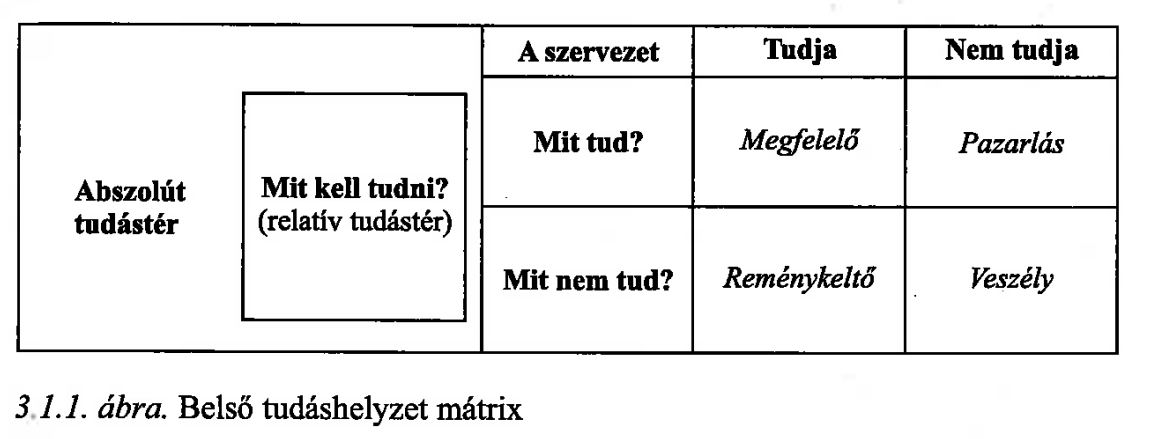 A szervezet Tudja Nem tudja
Mit tud? Megfelelő Pazarlás
Abszolút
tudástér
Mit kell tudni?
(relatív tudástér)
Mit nem tud? Reménykeltő Veszély
3.1.1. ábra. Belső tudáshelyzet mátrix